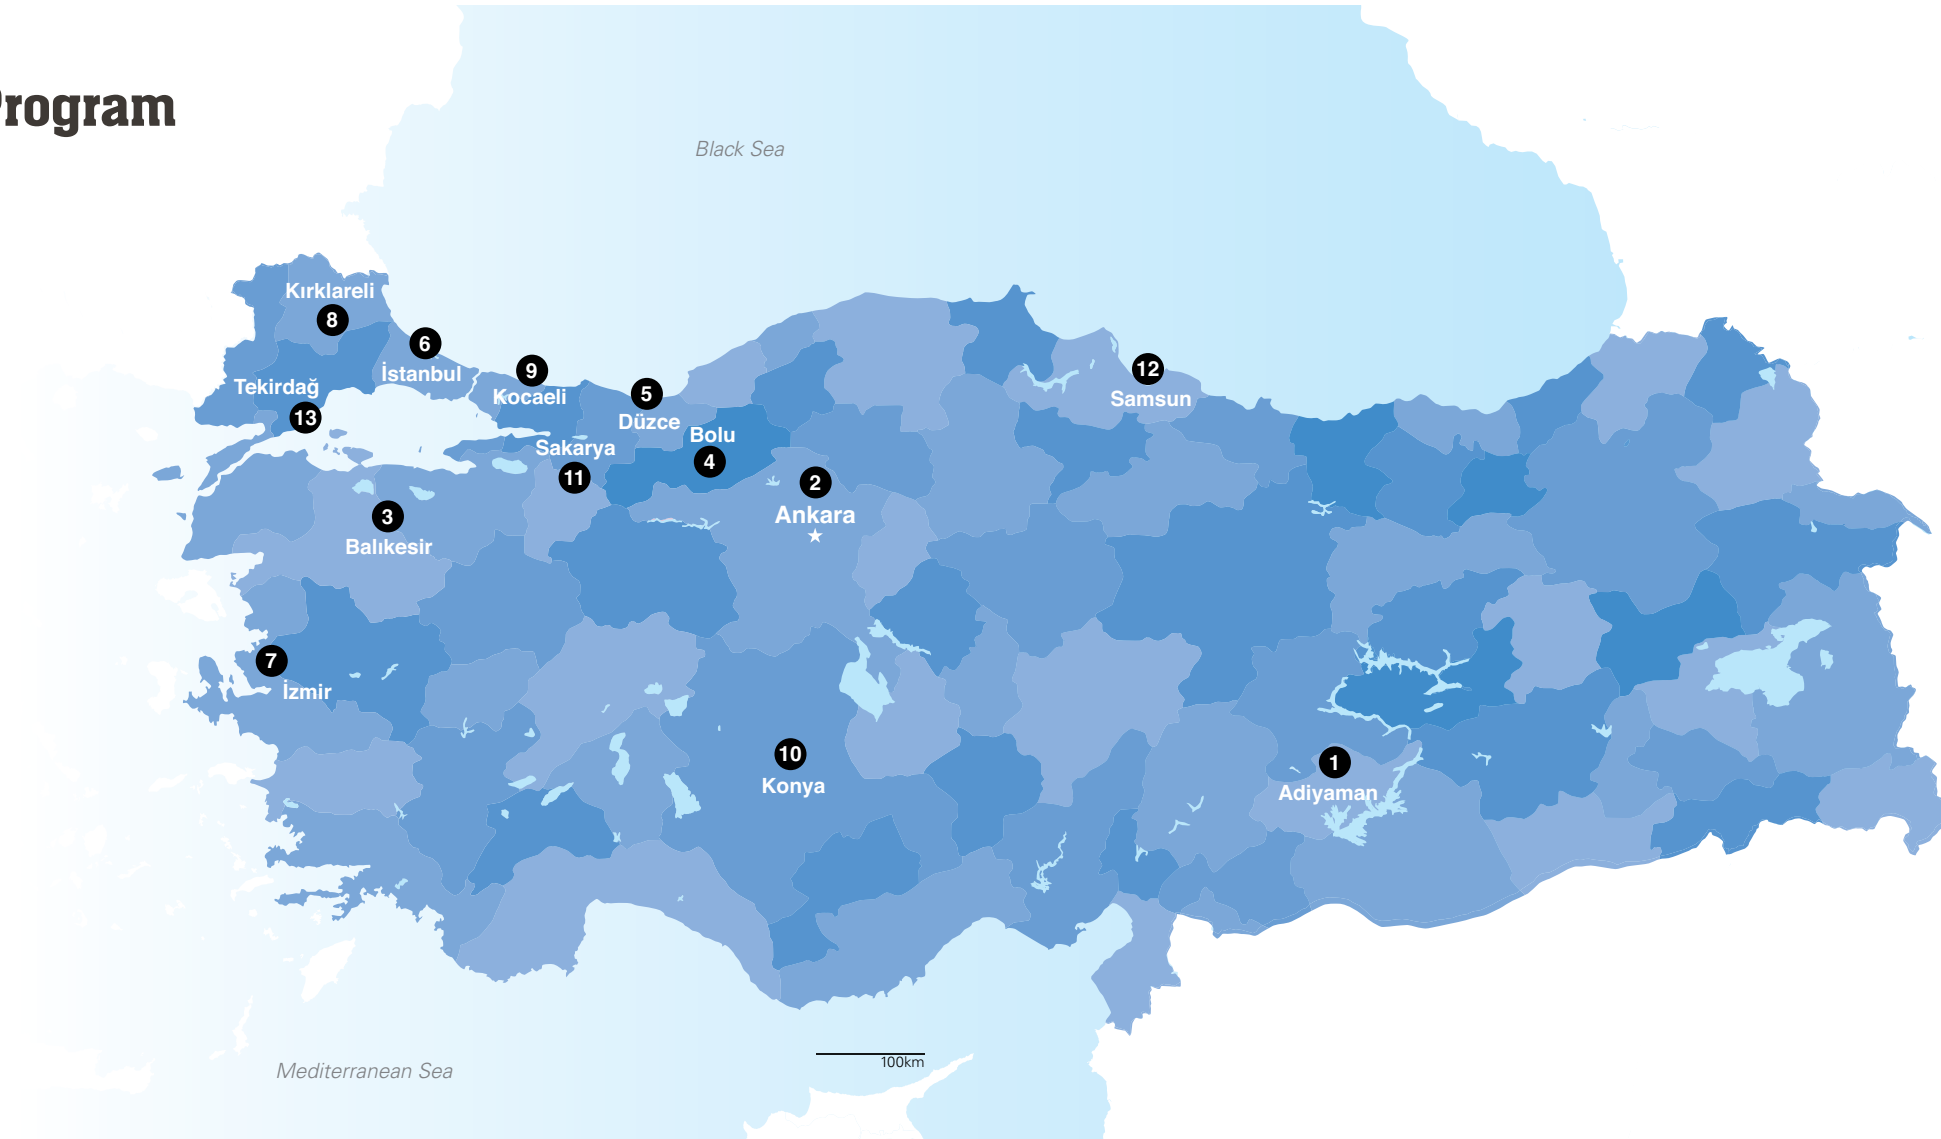 Program
Black Sea
Kırklareli
8
6
İstanbul
9
Kocaeli
12
Samsun
Tekirdağ
13
5
Düzce
Bolu
4
Sakarya
11
2
Ankara
3
Balıkesir
7
İzmir
10
Konya
1
Adiyaman
100km
Mediterranean Sea